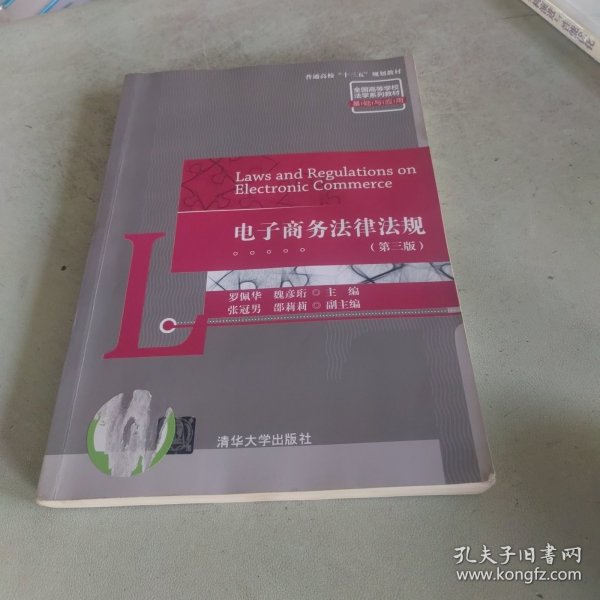 普通高校“十三五”规划教材
全国高等学校
法学系列教材
基础与应用
Laws and Regulations on
Electronic Commerce
电子商务法律法规
（第三版）
L
罗佩华 魏彦珩◎主编
张冠男 邵莉莉◎副主编
清华大学出版社
孔夫子旧书网
www.kongfz.com